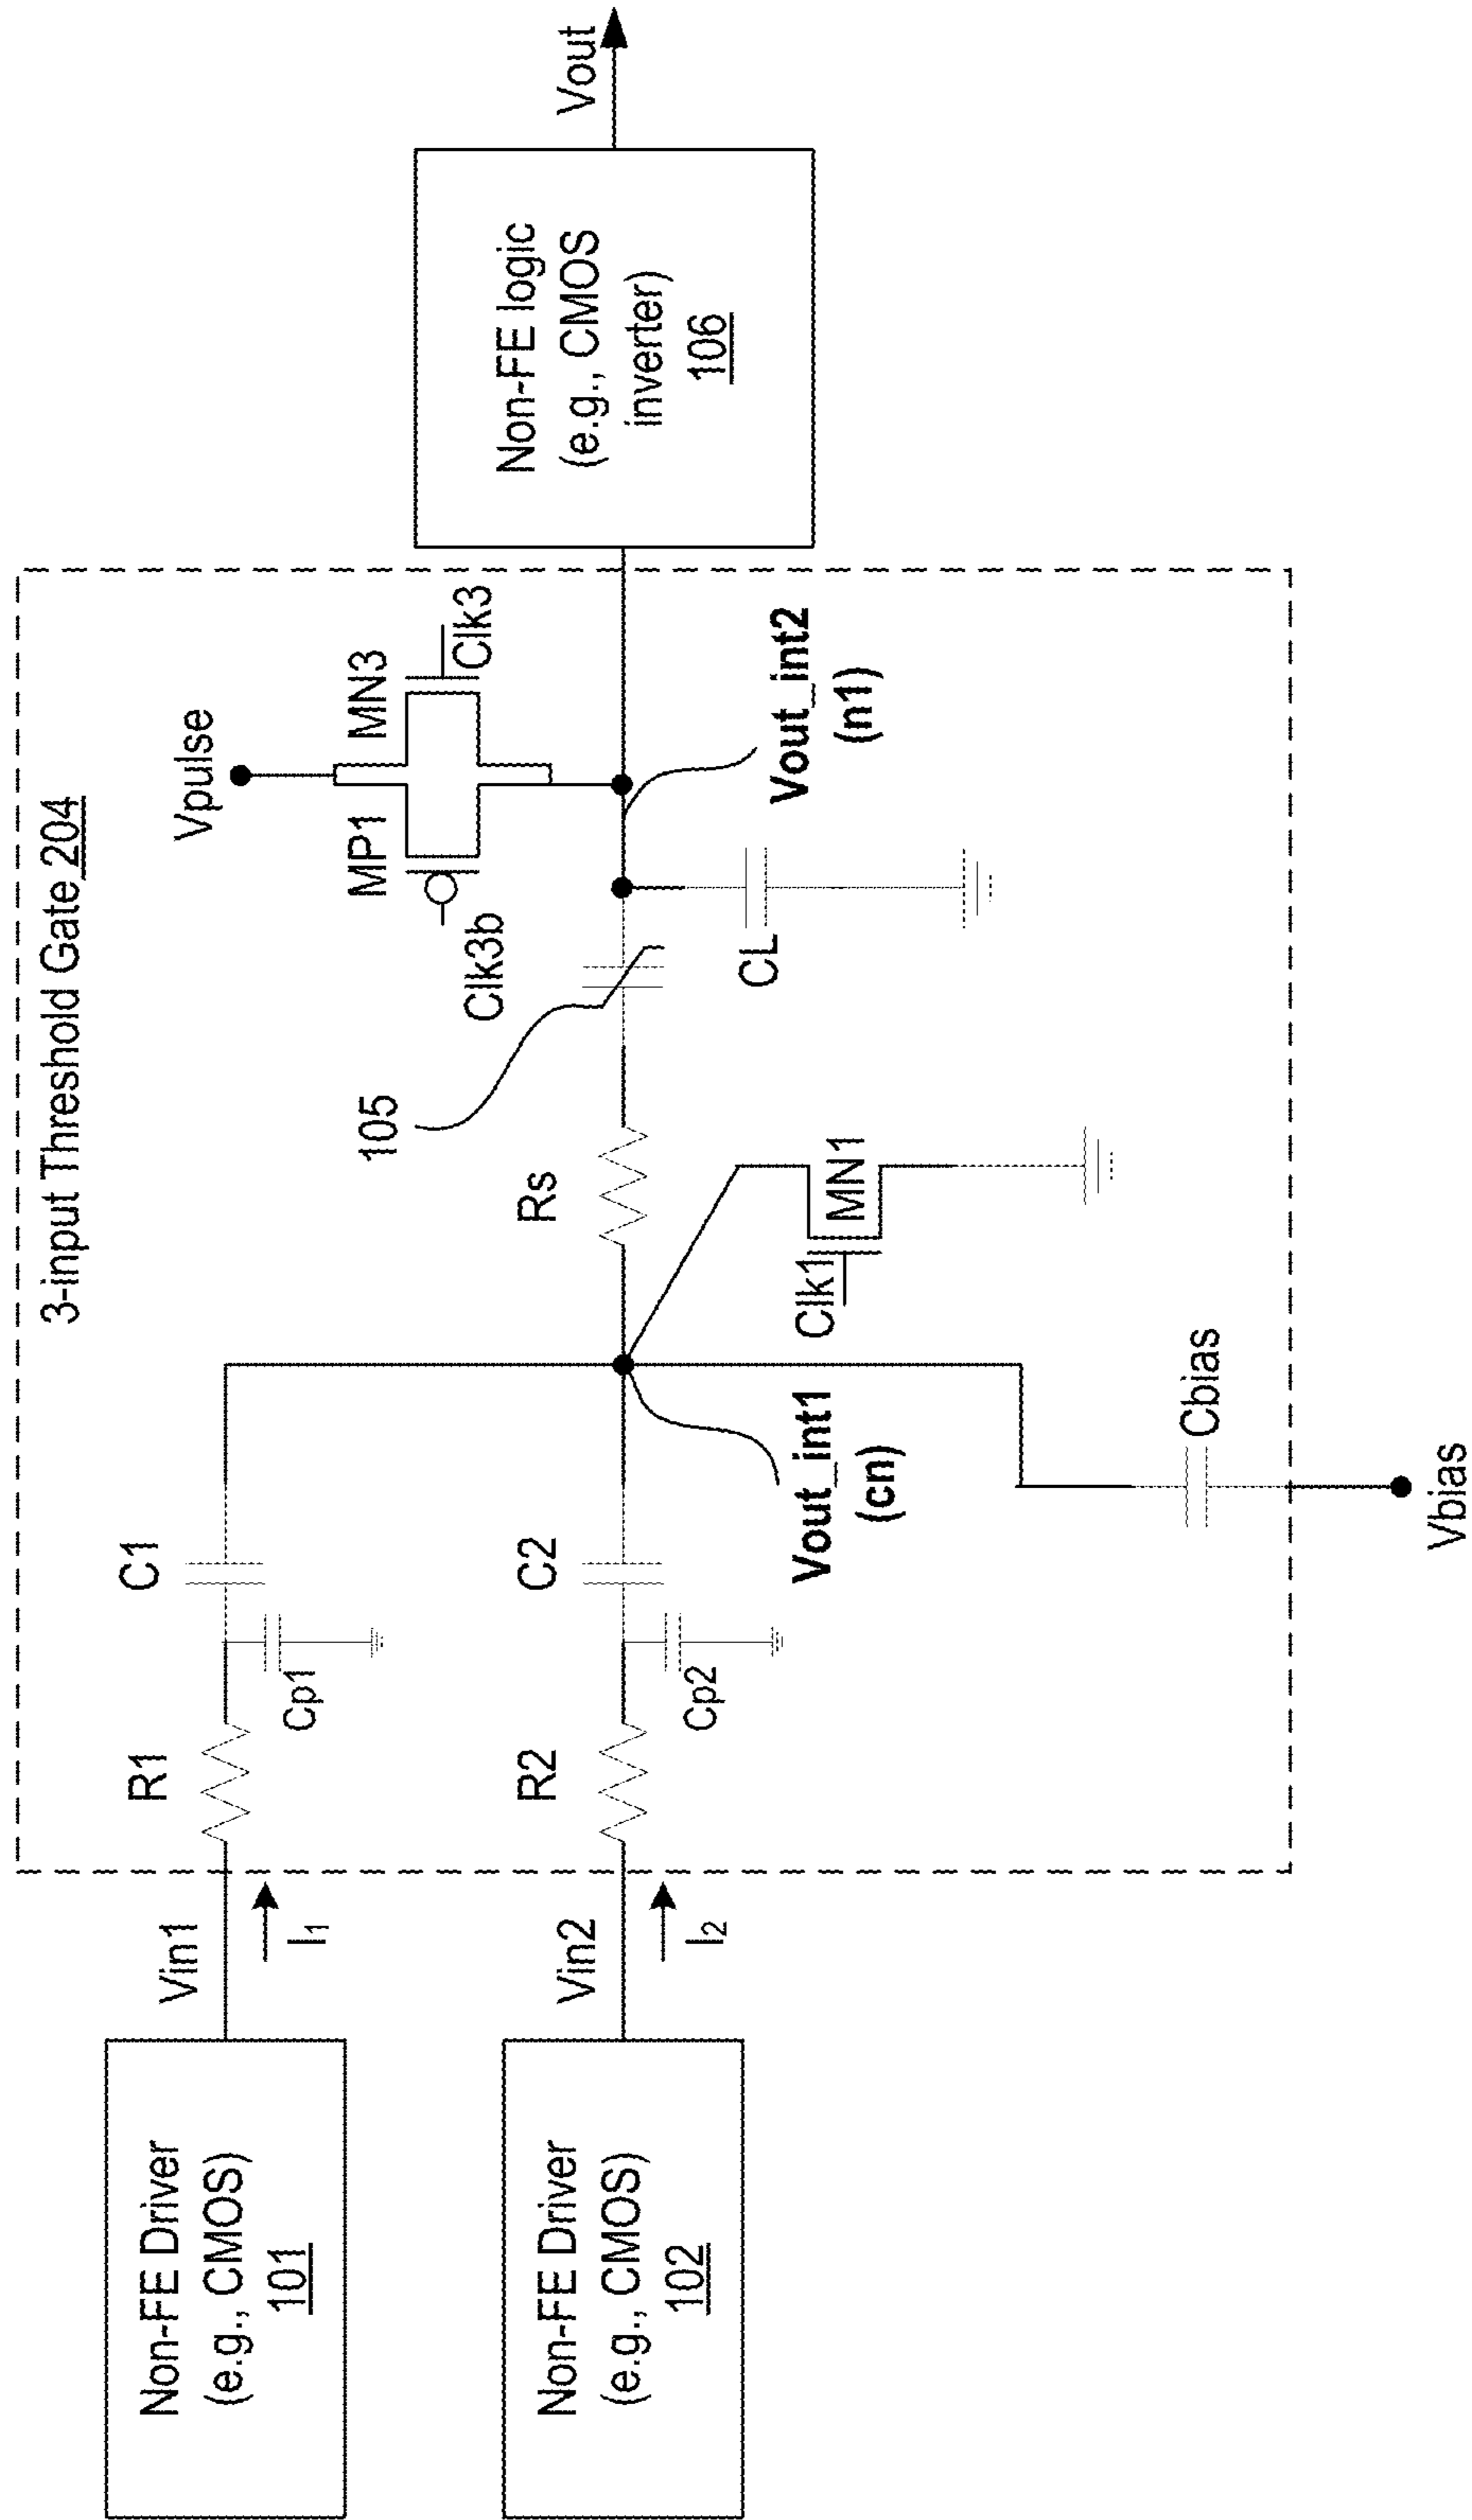 3-input Threshold Gate 204
Non-FE Driver
(e.g., CMOS)
101
Vin1
I1
R1
Cp1
C1
Non-FE Driver
(e.g., CMOS)
102
Vin2
I2
R2
Cp2
C2
Vout_int1
(cn)
Cbias
Vbias
Rs
Clk1
MN1
105
CL
Vpulse
MP1
MN3
Clk3b
Clk3
Vout_int2
(n1)
Non-FE logic
(e.g., CMOS
inverter)
106
Vout